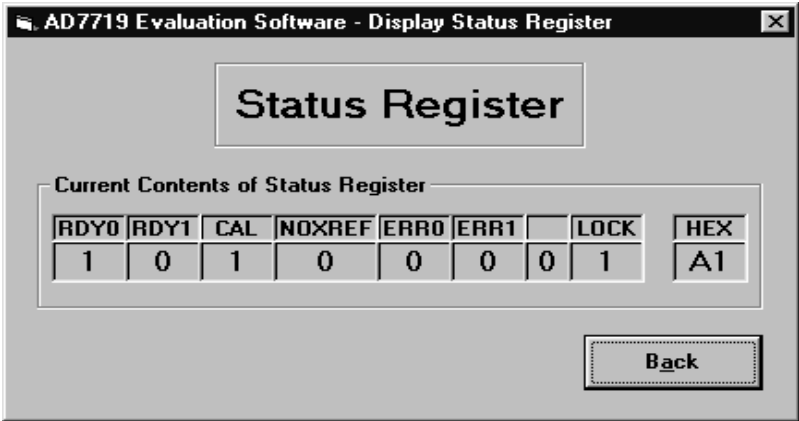 AD7719 Evaluation Software - Display Status Register
Status Register
Current Contents of Status Register
RDY0 RDY1 CAL NOXREF ERR0 ERR1 LOCK HEX
1 0 1 0 0 0 0 1 A1
Back